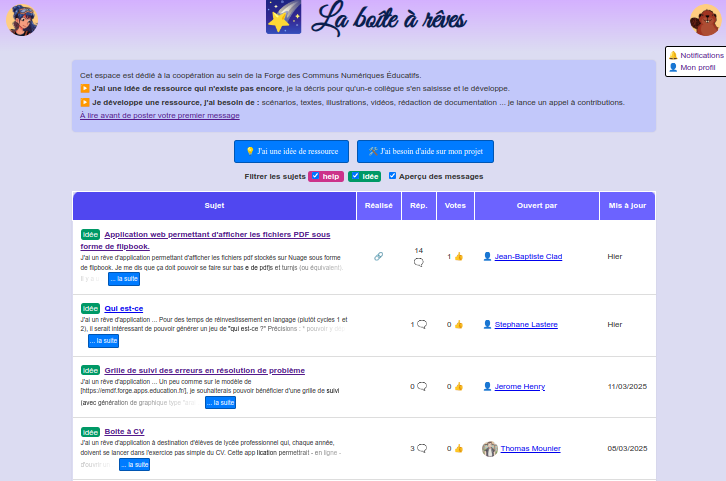 La boîte à rêves
Notifications
Mon profil
Cet espace est dédié à la coopération au sein de la Forge des Communs Numériques Éducatifs.
J'ai une idée de ressource qui n'existe pas encore, je la décris pour qu'un-e collègue s'en saisisse et le développe.
Je développe une ressource, j'ai besoin de : scénarios, textes, illustrations, vidéos, rédaction de documentation ... je lance un appel à contributions.
À lire avant de poster votre premier message
J'ai une idée de ressource
J'ai besoin d'aide sur mon projet
Filtrer les sujets help idée Aperçu des messages
Sujet Réalisé Rép. Votes Ouvert par Mis à jour
idée Application web permettant d'afficher les fichiers PDF sous
forme de flipbook.
J'ai un rêve d'application permettant d'afficher les fichiers pdf stockés sur Nuage sous forme
de flipbook. Je me dis que ça doit pouvoir se faire sur bas e de pdfjs et turnjs (ou équivalent).
... la suite
14
1
Jean-Baptiste Clad
Hier
idée Qui est-ce
J'ai un rêve d'application ... Pour des temps de réinvestissement en langage (plutôt cycles 1 et
2), il serait intéressant de pouvoir générer un jeu de "qui est-ce ?" Précisions : * pouvoir
... la suite
1 0
Stephane Lastere
Hier
idée Grille de suivi des erreurs en résolution de problème
J'ai un rêve d'application ... Un peu comme sur le modèle de
[https://emdf.forge.apps.education.fr/], je souhaiterais pouvoir bénéficier d'une grille de suivi
(avec génération de graphique type
... la suite
0 0
Jerome Henry
11/03/2025
idée Boite à CV
J'ai un rêve d'application à destination d'élèves de lycée professionnel qui, chaque année,
doivent se lancer dans l'exercice pas simple du CV. Cette app lication permettrait - en ligne -
... la suite
3 0
Thomas Mounier
08/03/2025